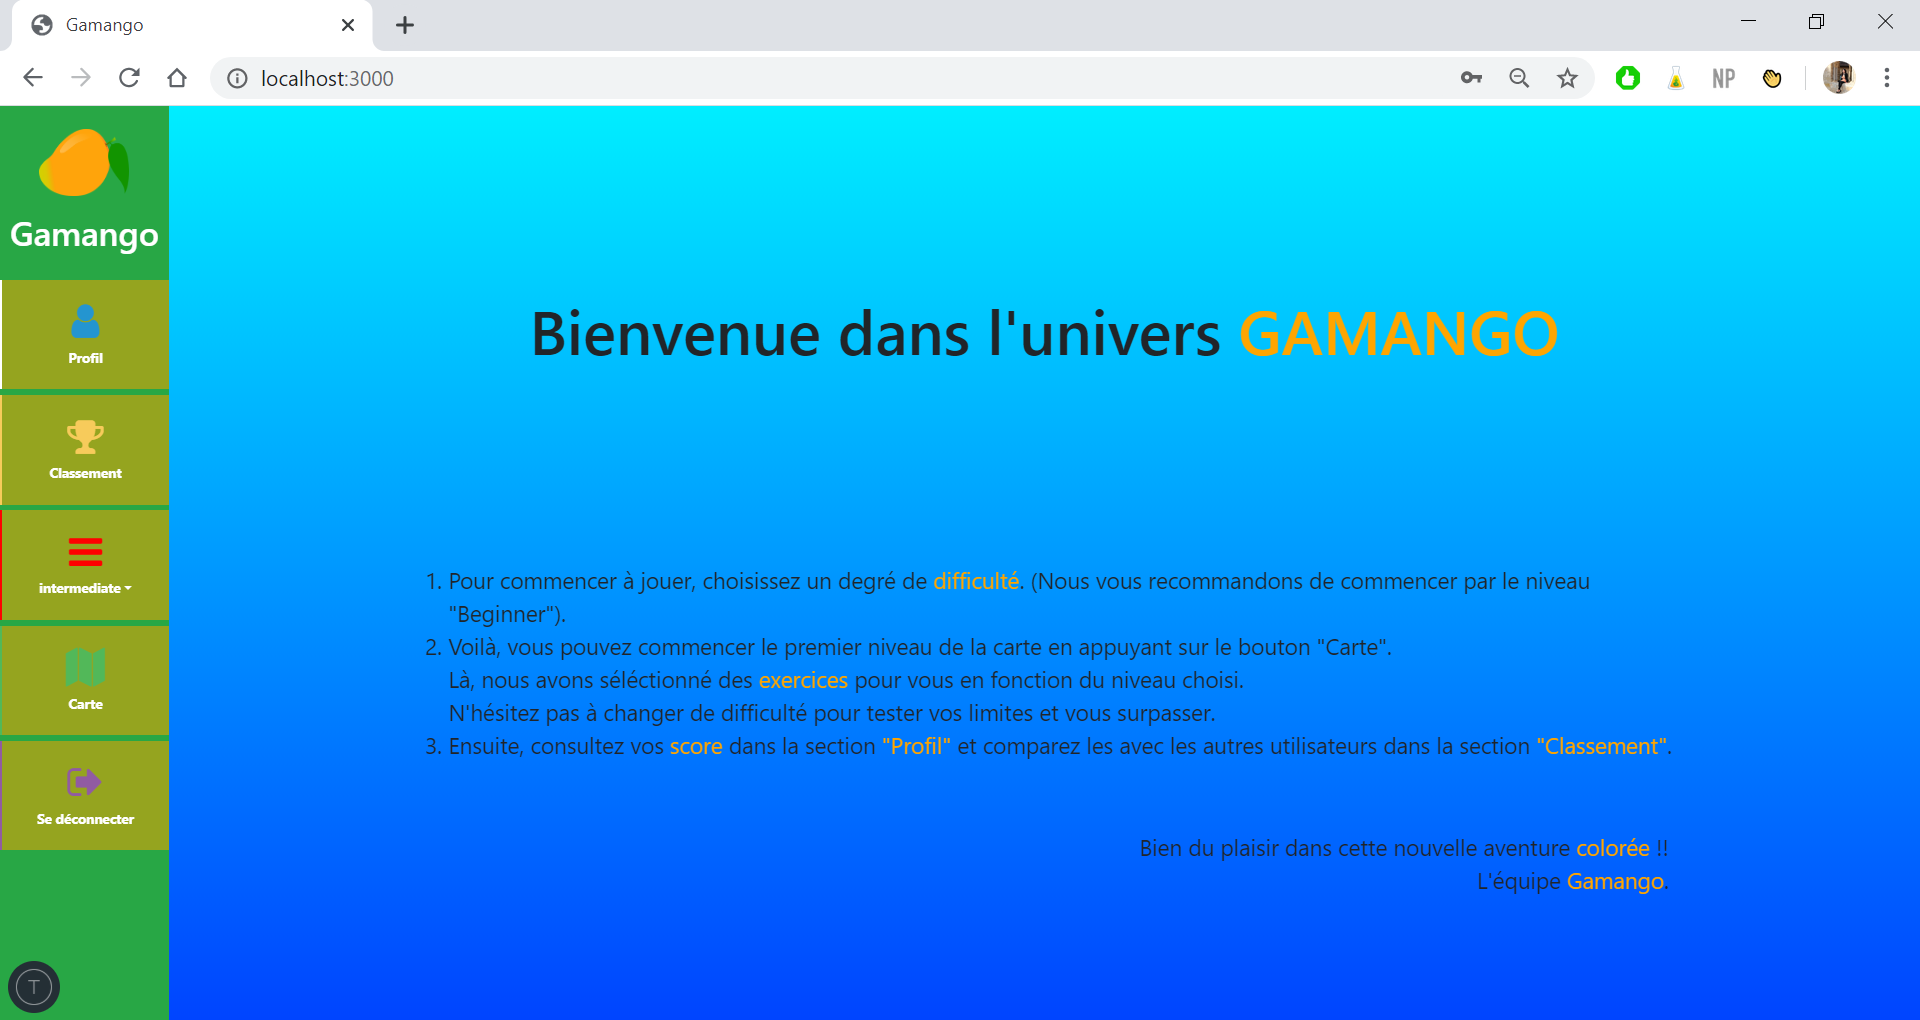 Gamango
localhost:3000
NP
Gamango
Profil
Classement
intermediate
Carte
Se déconnecter
T
Bienvenue dans l'univers GAMANGO
1. Pour commencer à jouer, choisissez un degré de difficulté. (Nous vous recommandons de commencer par le niveau
"Beginner").
2. Voilà, vous pouvez commencer le premier niveau de la carte en appuyant sur le bouton "Carte".
Là, nous avons séléctionné des exercices pour vous en fonction du niveau choisi.
N'hésitez pas à changer de difficulté pour tester vos limites et vous surpasser.
3. Ensuite, consultez vos score dans la section "Profil" et comparez les avec les autres utilisateurs dans la section "Classement".
Bien du plaisir dans cette nouvelle aventure colorée !!
L'équipe Gamango.